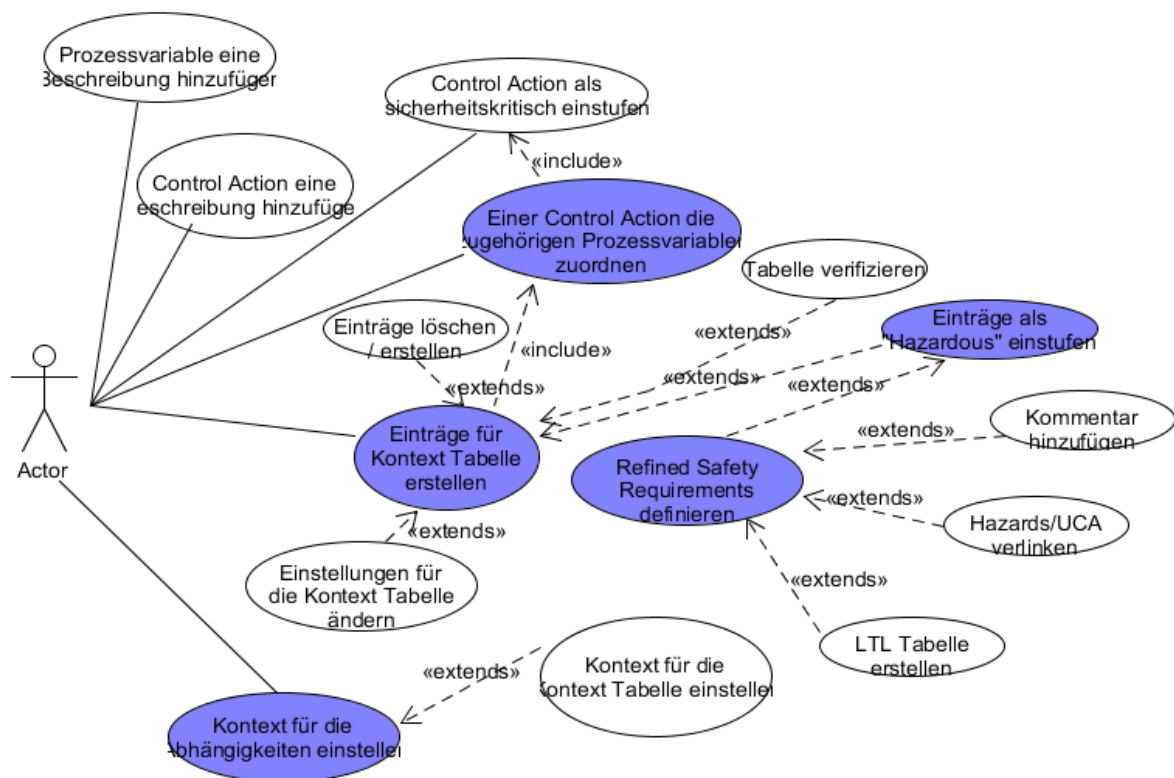 Prozessvariable eine
Beschreibung hinzufügen
Control Action als
sicherheitskritisch einstufen
«include»
Control Action eine
eschreibung hinzufüge
Einer Control Action die
zugehörigen Prozessvariablen
zuordnen
Tabelle verifizieren
Einträge löschen
/ erstellen
«include»
«extends»
Einträge als
"Hazardous" einstufen
«extends»
«extends»
«extends»
Einträge für
Kontext Tabelle
erstellen
Kommentar
hinzufügen
«extends»
Actor
Refined Safety
Requirements
definieren
«extends»
Hazards/UCA
verlinken
«extends»
Einstellungen für
die Kontext Tabelle
ändern
«extends»
LTL Tabelle
erstellen
«extends»
Kontext für die
Kontext Tabelle einstellen
Kontext für die
Abhängigkeiten einstellen